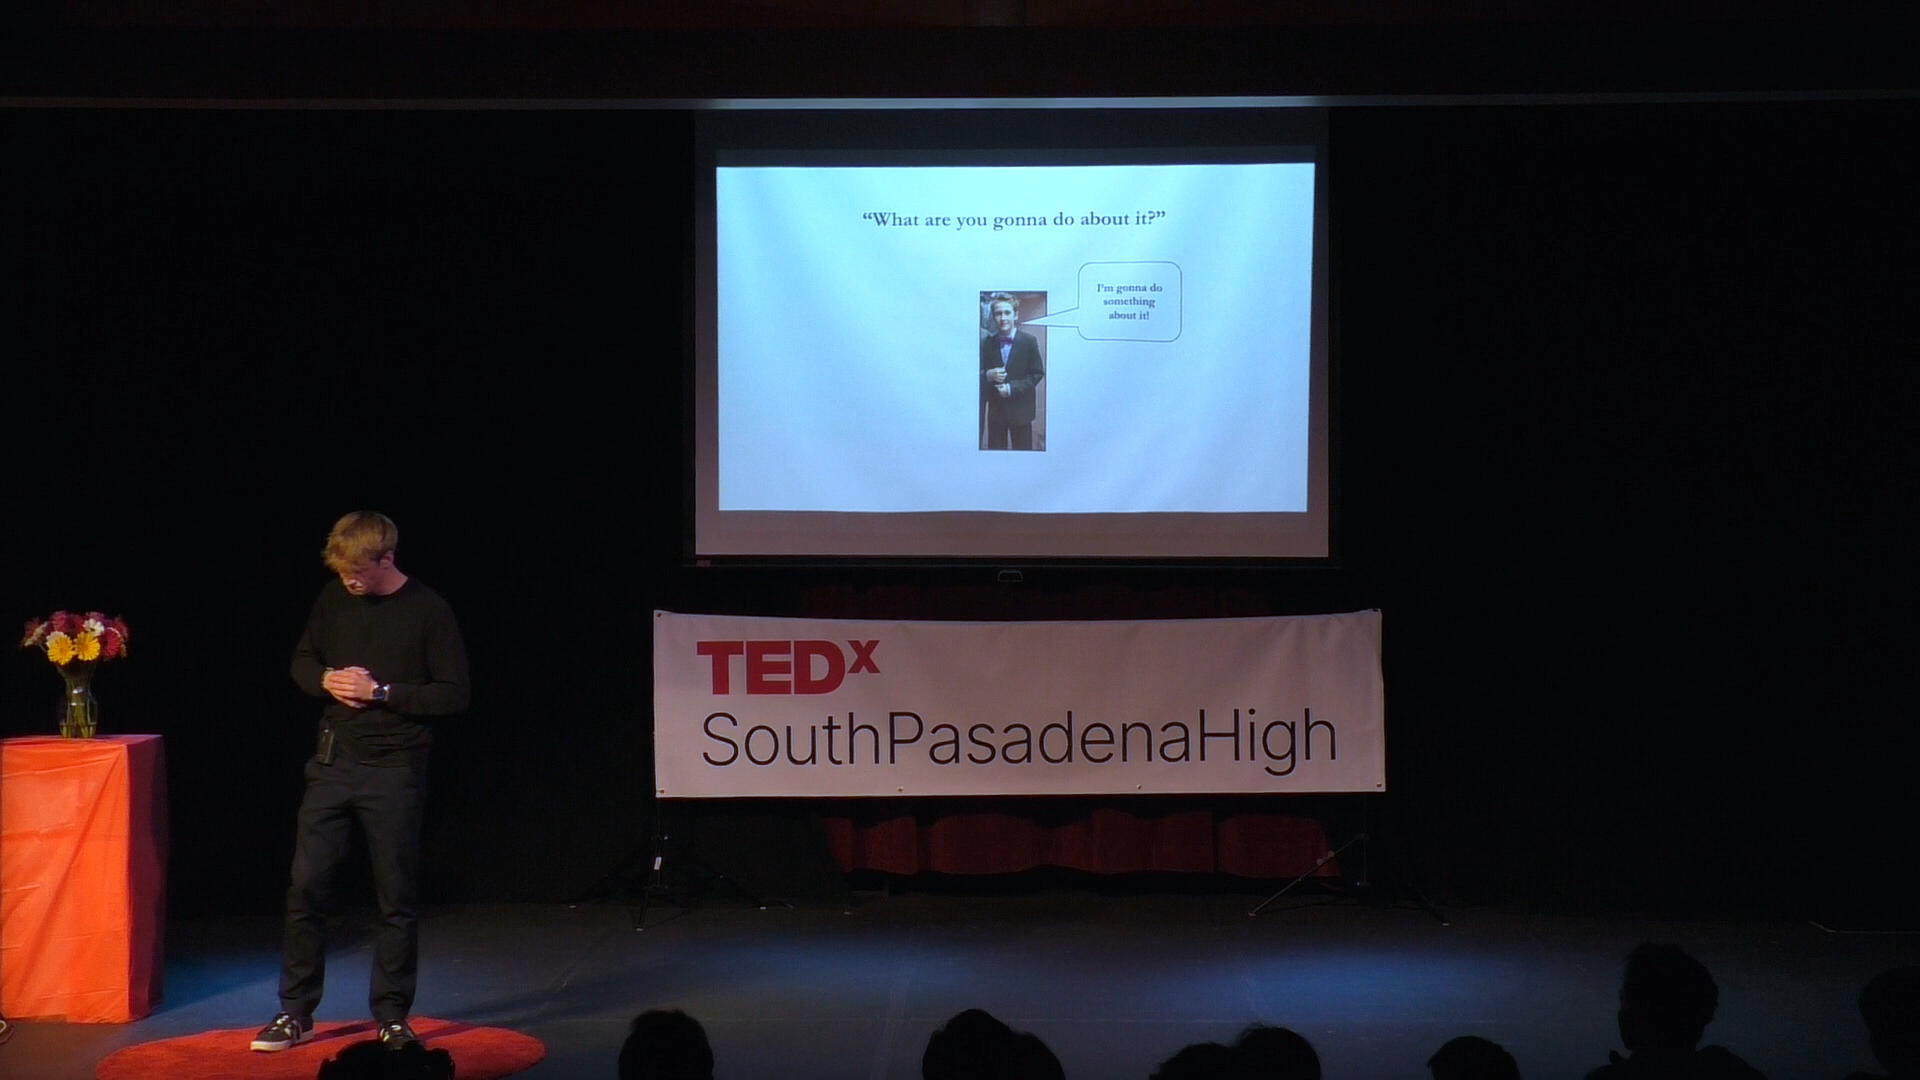 “What are you gonna do about it?”
I'm gonna do
something
about it!
TEDx
SouthPasadenaHigh